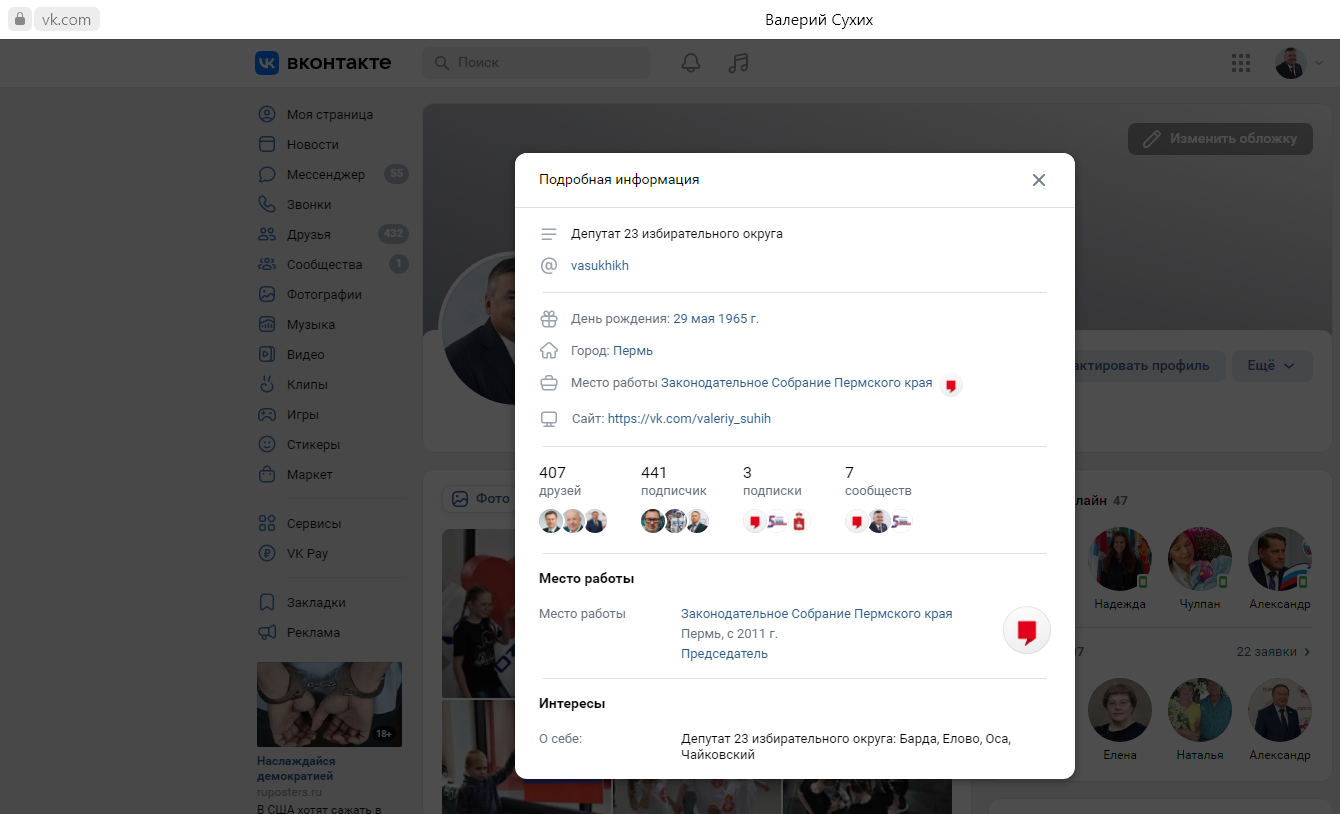 vk.com
Валерий Сухих
вконтакте
Поиск
Моя страница
Новости
Мессенджер 55
Звонки
Друзья 432
Сообщества 1
Фотографии
Музыка
Видео
Клипы
Игры
Стикеры
Маркет
Сервисы
VK Pay
Закладки
Реклама
18+
Наслаждайся
демократией
ruposters.ru
В США хотят сажать в
Изменить обложку
Подробная информация
Депутат 23 избирательного округа
vasukhikh
День рождения: 29 мая 1965 г.
Город: Пермь
Место работы Законодательное Собрание Пермского края
Сайт: https://vk.com/valeriy_suhih
407
друзей
441
подписчик
3
подписки
7
сообществ
Место работы
Место работы
Законодательное Собрание Пермского края
Пермь, с 2011 г.
Председатель
Интересы
О себе:
Депутат 23 избирательного округа: Барда, Елово, Оса,
Чайковский
Фото
актировать профиль
Ещё
лайн 47
Надежда
Чулпан
Александр
22 заявки
Елена
Наталья
Александр